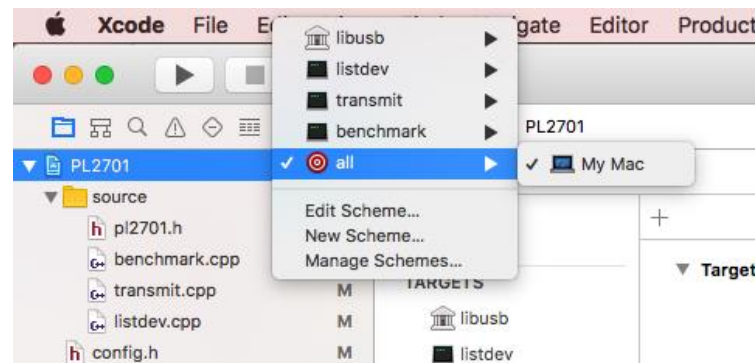 Xcode File
gate Editor Product
libusb
listdev
transmit
benchmark
all
My Mac
Edit Scheme...
New Scheme...
Manage Schemes...
PL2701
PL2701
source
pl2701.h
benchmark.cpp
transmit.cpp M
listdev.cpp M
config.h M
TARGETS
libusb
listdev
Target